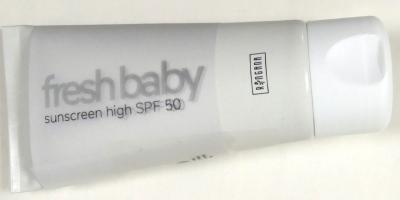 fresh baby
sunscreen high SPF 50
RINGANA